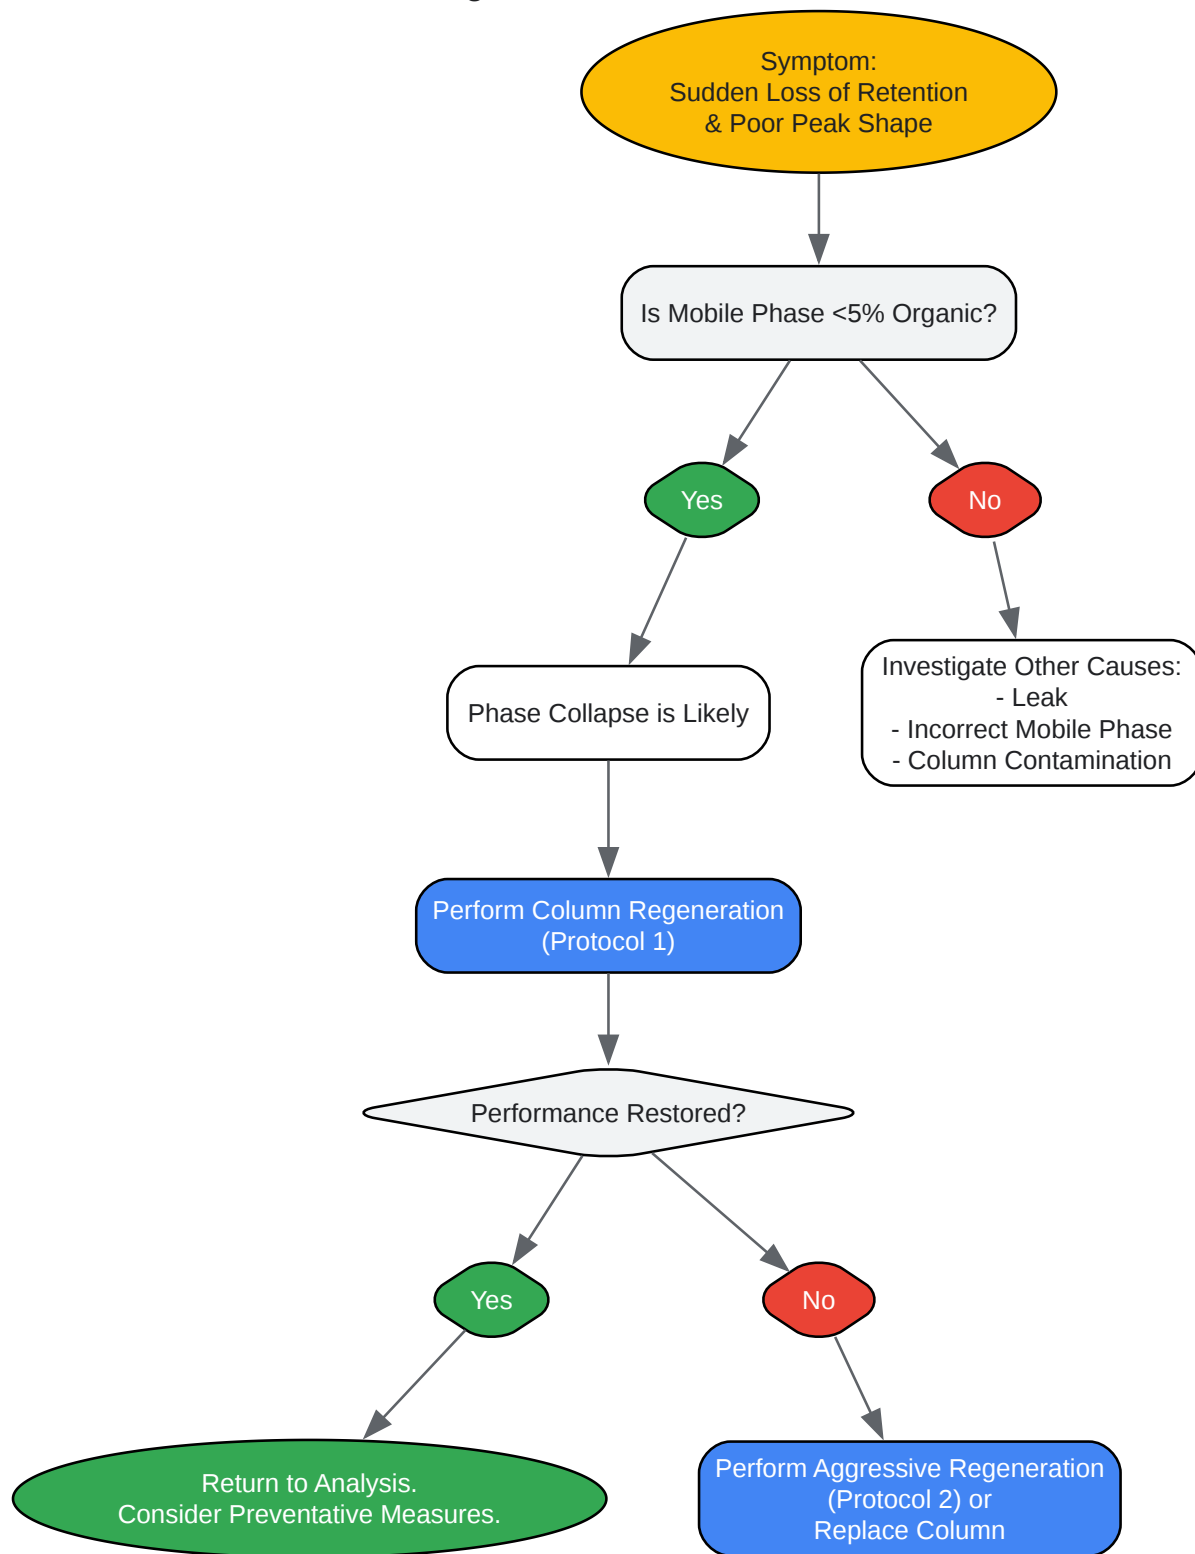 Symptom:
Sudden Loss of Retention
& Poor Peak Shape
Is Mobile Phase <5% Organic?
Yes
No
Phase Collapse is Likely
Investigate Other Causes:
- Leak
- Incorrect Mobile Phase
- Column Contamination
Perform Column Regeneration
(Protocol 1)
Performance Restored?
Yes
No
Return to Analysis.
Consider Preventative Measures.
Perform Aggressive Regeneration
(Protocol 2) or
Replace Column